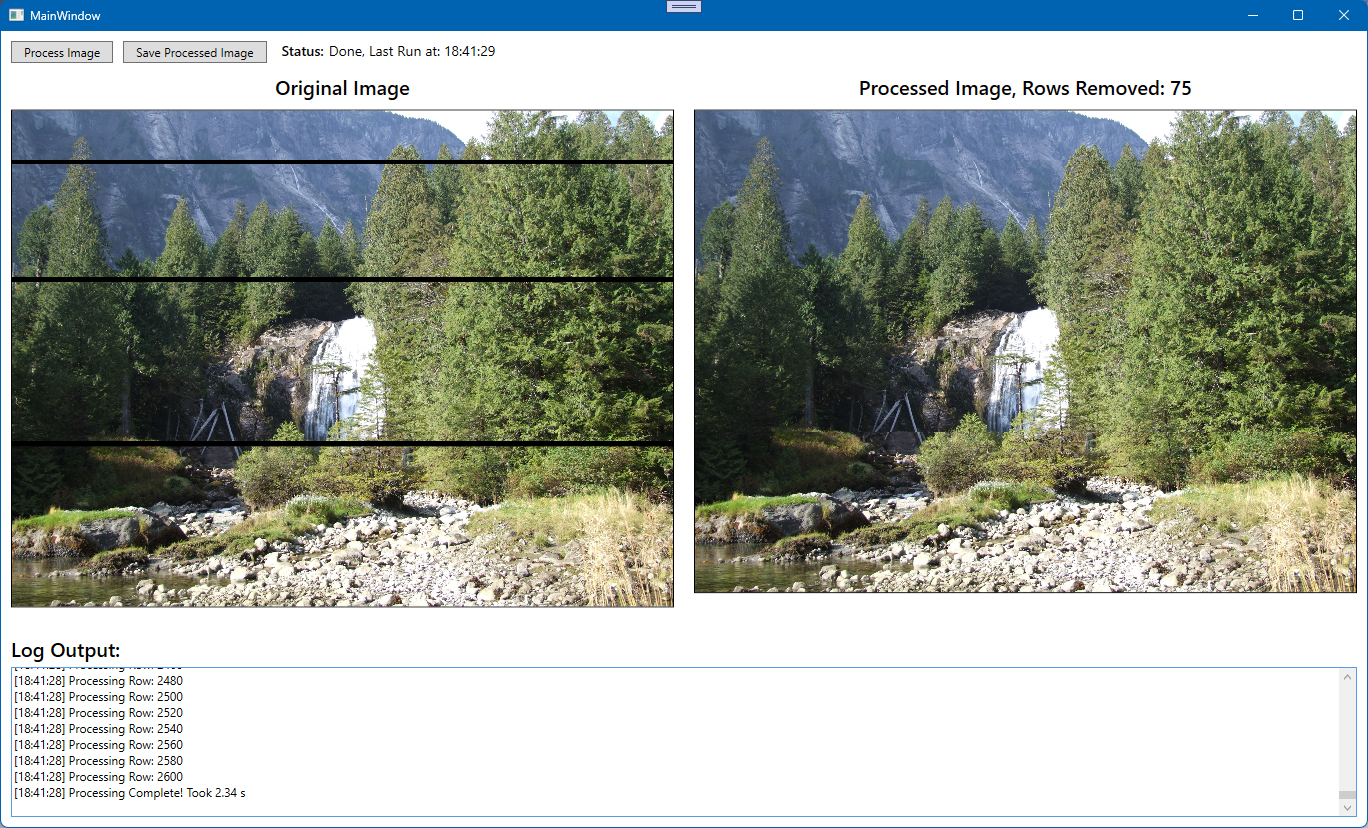 MainWindow
Process Image
Save Processed Image
Status: Done, Last Run at: 18:41:29
Original Image
Processed Image, Rows Removed: 75
Log Output:
[18:41:28] Processing Row: 2480
[18:41:28] Processing Row: 2500
[18:41:28] Processing Row: 2520
[18:41:28] Processing Row: 2540
[18:41:28] Processing Row: 2560
[18:41:28] Processing Row: 2580
[18:41:28] Processing Row: 2600
[18:41:28] Processing Complete! Took 2.34 s